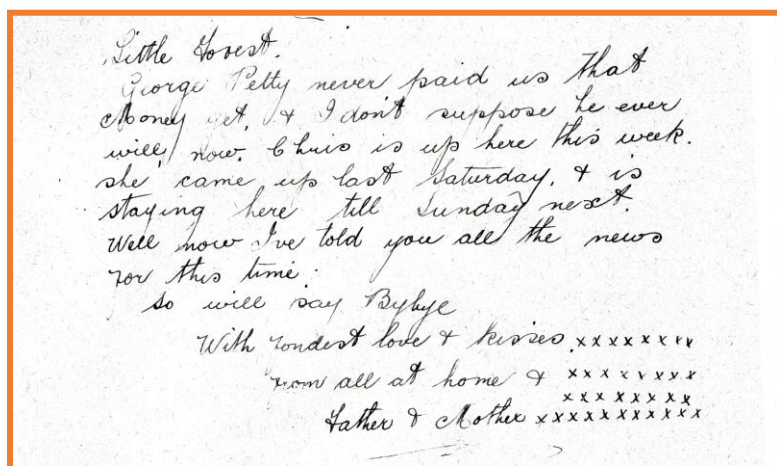 Little Forest.
George Petty never paid us that
Money yet, & I don't suppose he ever
will, now. Chris is up here this week.
she came up last Saturday, & is
staying here till Sunday next.
Well now I've told you all the news
For this time.
So will say Bybye
With Fondest love & kisses. xxxxxxxx
From all at home & xxxxxxxx
xxxxxxxx
Father & Mother xxxxxxxxxxx